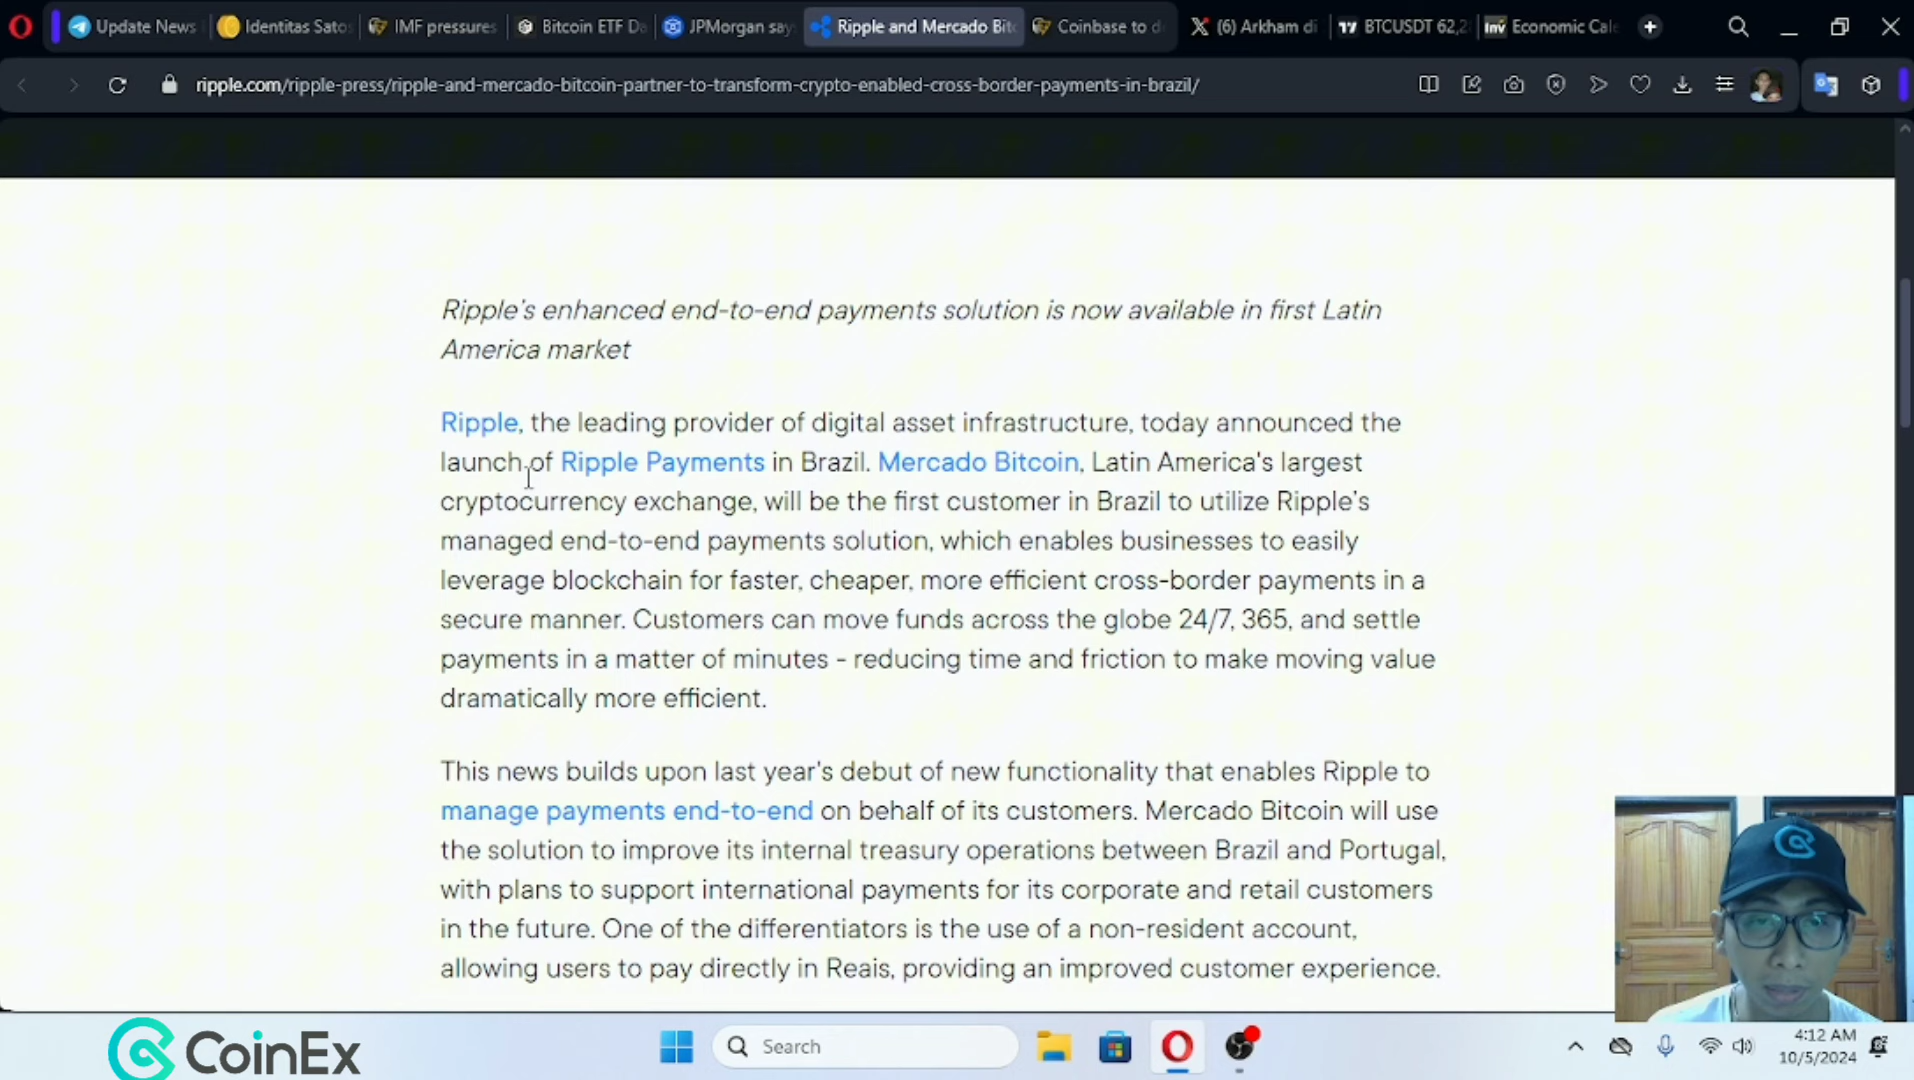 Update News
Identitas Sato
IMF pressures
Bitcoin ETF Da
JPMorgan say
Ripple and Mercado Bit
Coinbase to d
(6) Arkham di
BTCUSDT 62,2
Inv Economic Cale
ripple.com/ripple-press/ripple-and-mercado-bitcoin-partner-to-transform-crypto-enabled-cross-border-payments-in-brazil/
Ripple's enhanced end-to-end payments solution is now available in first Latin
America market
Ripple, the leading provider of digital asset infrastructure, today announced the
launch of Ripple Payments in Brazil. Mercado Bitcoin, Latin America's largest
cryptocurrency exchange, will be the first customer in Brazil to utilize Ripple's
managed end-to-end payments solution, which enables businesses to easily
leverage blockchain for faster, cheaper, more efficient cross-border payments in a
secure manner. Customers can move funds across the globe 24/7, 365, and settle
payments in a matter of minutes - reducing time and friction to make moving value
dramatically more efficient.
This news builds upon last year's debut of new functionality that enables Ripple to
manage payments end-to-end on behalf of its customers. Mercado Bitcoin will use
the solution to improve its internal treasury operations between Brazil and Portugal,
with plans to support international payments for its corporate and retail customers
in the future. One of the differentiators is the use of a non-resident account,
allowing users to pay directly in Reais, providing an improved customer experience.
CoinEx
Search
4:12 AM
10/5/2024